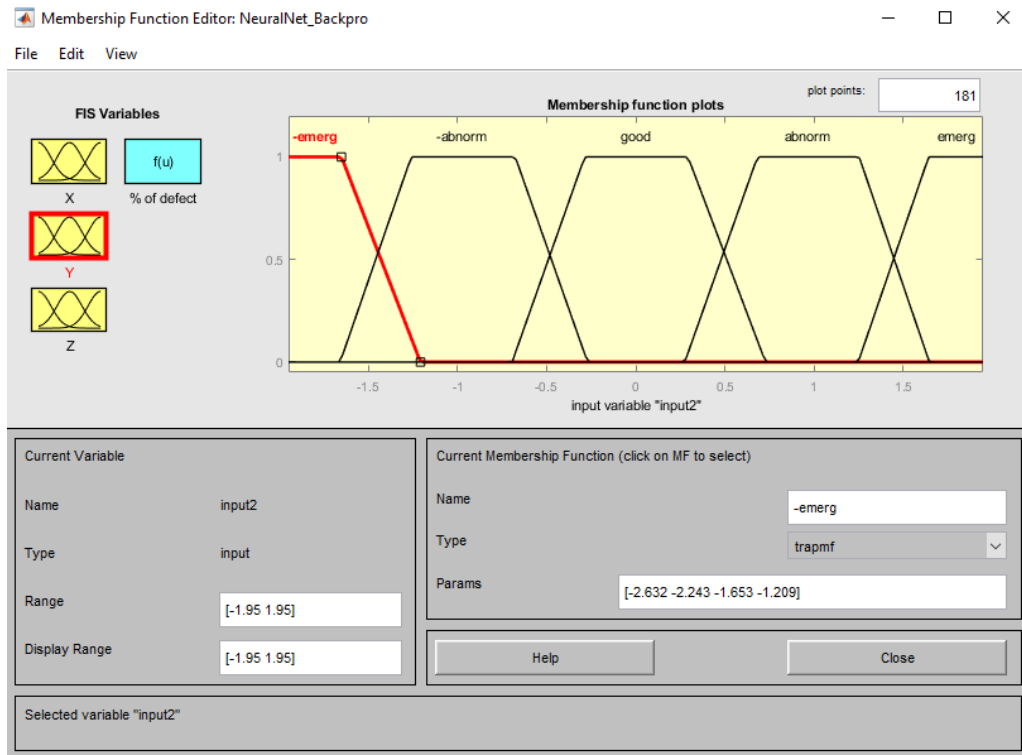 Membership Function Editor: NeuralNet_Backpro
File Edit View
FIS Variables
f(u)
X
% of defect
Y
Z
plot points:
181
Membership function plots
-emerg
-abnorm
good
abnorm
emerg
1
0.5
0
-1.5
-1
-0.5
0
0.5
1
1.5
input variable "input2"
Current Variable
Name input2
Type input
Range [-1.95 1.95]
Display Range [-1.95 1.95]
Current Membership Function (click on MF to select)
Name -emerg
Type trapmf
Params [-2.632 -2.243 -1.653 -1.209]
Help
Close
Selected variable "input2"